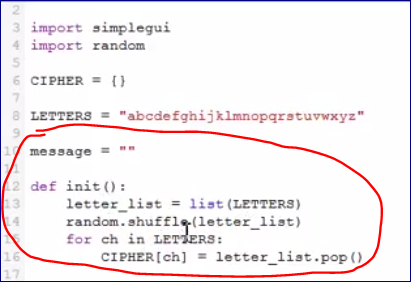 2
3 import simplegui
4 import random
5
6 CIPHER = {}
7
8 LETTERS = "abcdefghijklmnopqrstuvwxyz"
9
10 message = ""
11
12 def init():
13 letter_list = list(LETTERS)
14 random.shuffle(letter_list)
15 for ch in LETTERS:
16 CIPHER[ch] = letter_list.pop()
17